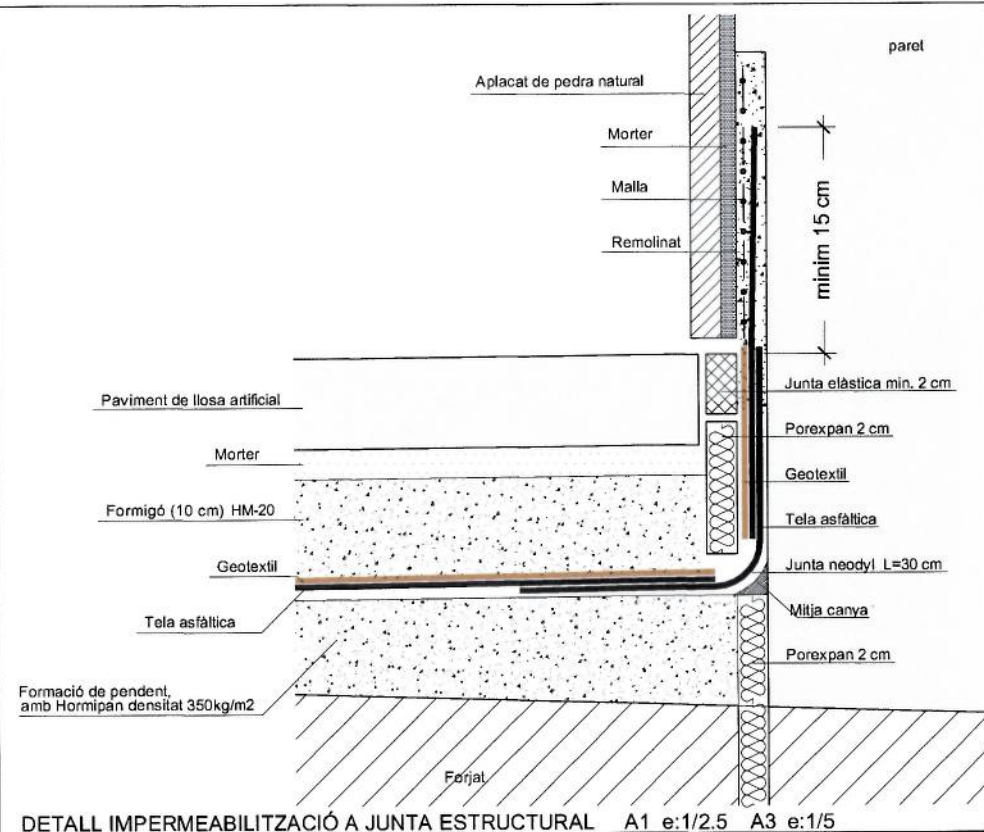 paret
Aplacat de pedra natural
Morter
Malla
Remolinat
minim 15 cm
Junta elàstica min. 2 cm
Paviment de llosa artificial
Porexpan 2 cm
Morter
Geotextil
Formigó (10 cm) HM-20
Tela asfàltica
Geotextil
Junta neodyl L=30 cm
Mitja canya
Tela asfàltica
Porexpan 2 cm
Formació de pendent,
amb Hormipan densitat 350kg/m2
Forjat
DETALL IMPERMEABILITZACIÓ A JUNTA ESTRUCTURAL A1 e:1/2.5 A3 e:1/5